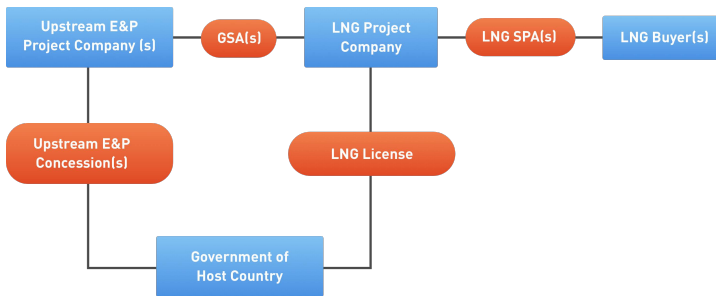 Upstream E&P
Project Company (s)
GSA(s)
LNG Project
Company
LNG SPA(s)
LNG Buyer(s)
Upstream E&P
Concession(s)
LNG License
Government of
Host Country